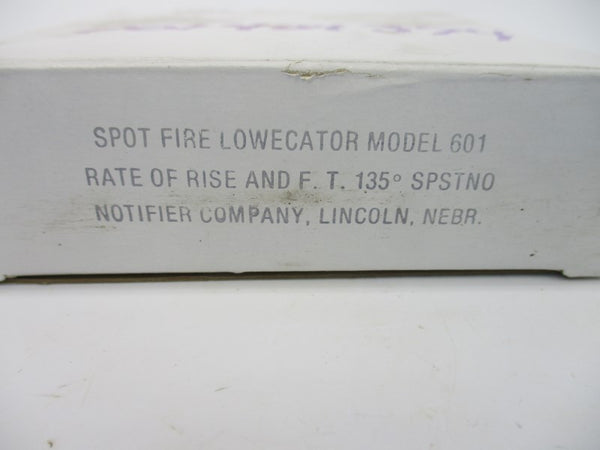 SPOT FIRE LOWECATOR MODEL 601
RATE OF RISE AND F. T. 135° SPSTNO
NOTIFIER COMPANY, LINCOLN, NEBR.